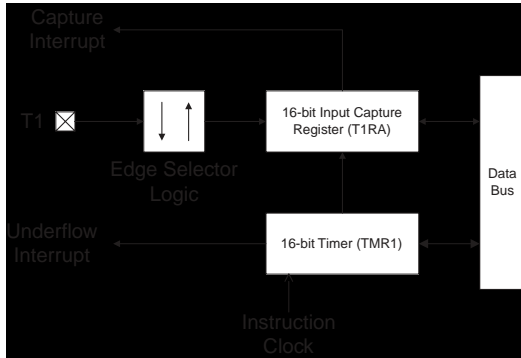 Capture
Interrupt
T1
16-bit Input Capture
Register (T1RA)
Edge Selector
Logic
Data
Bus
Underflow
Interrupt
16-bit Timer (TMR1)
Instruction
Clock